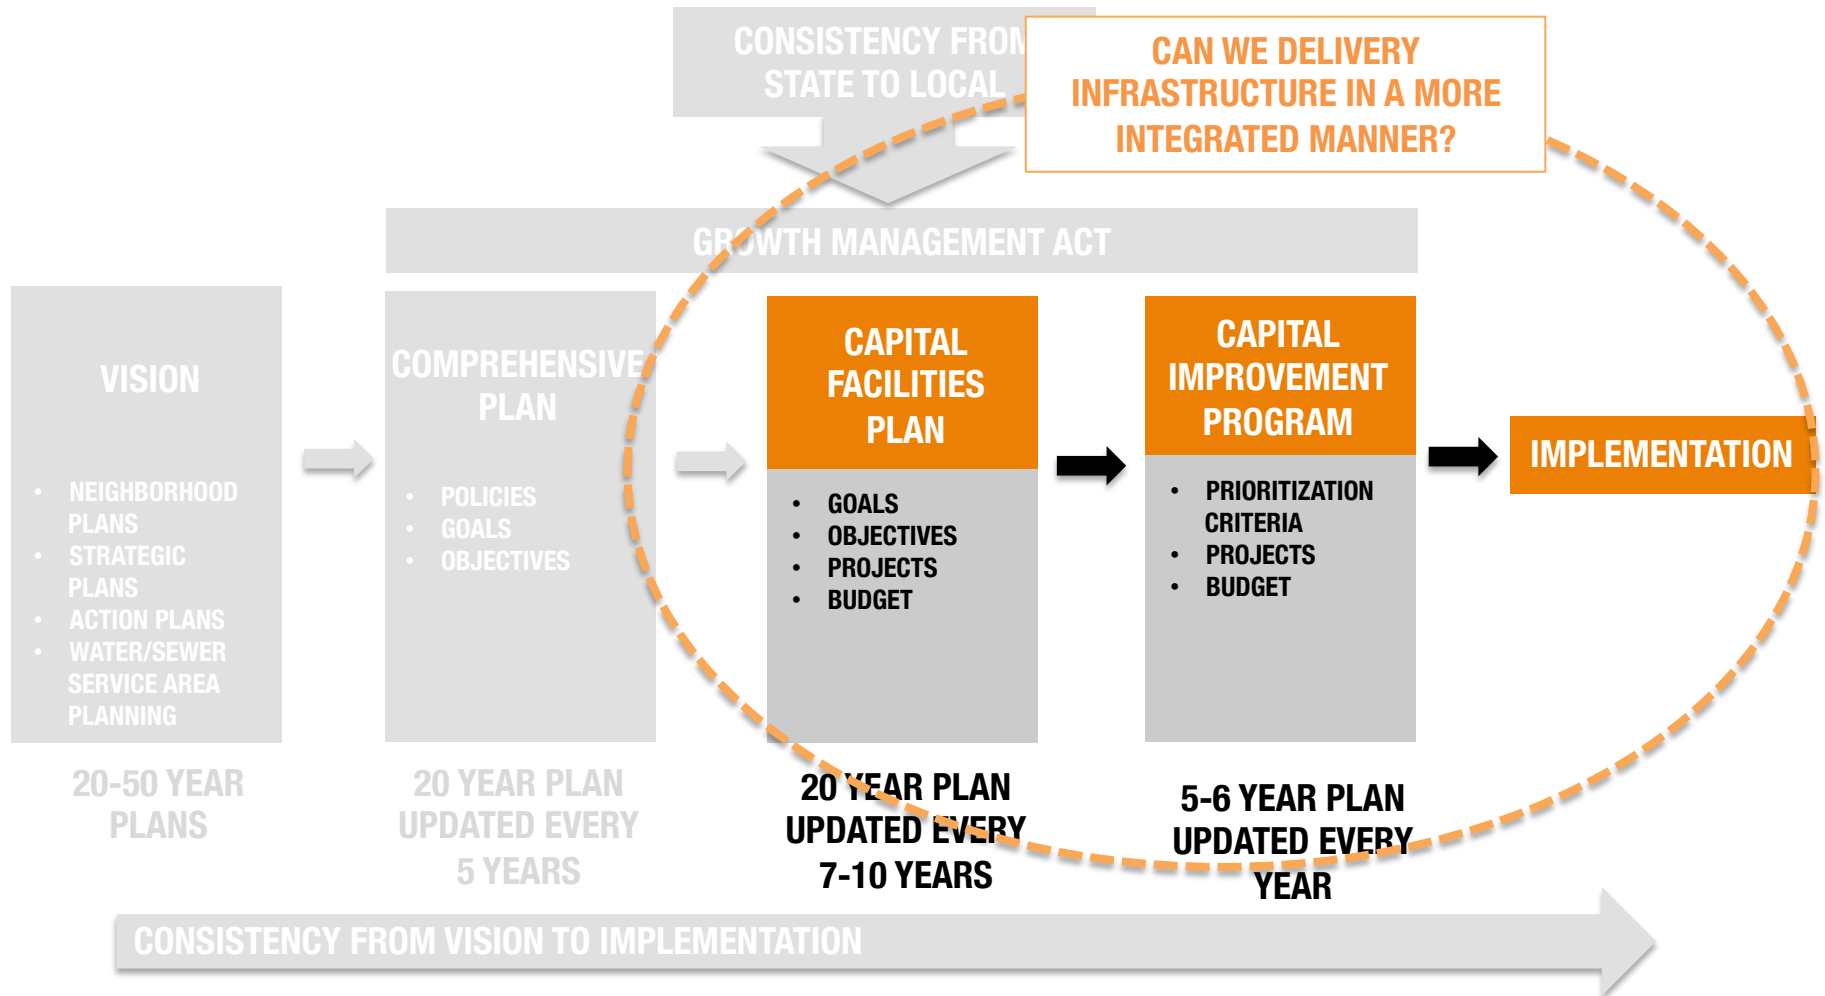 CONSISTENCY FROM
STATE TO LOCAL
CAN WE DELIVERY
INFRASTRUCTURE IN A MORE
INTEGRATED MANNER?
GROWTH MANAGEMENT ACT
VISION
• NEIGHBORHOOD
PLANS
• STRATEGIC
PLANS
• ACTION PLANS
• WATER/SEWER
SERVICE AREA
PLANNING
20-50 YEAR
PLANS
COMPREHENSIVE
PLAN
• POLICIES
• GOALS
• OBJECTIVES
20 YEAR PLAN
UPDATED EVERY
5 YEARS
CAPITAL
FACILITIES
PLAN
• GOALS
• OBJECTIVES
• PROJECTS
• BUDGET
20 YEAR PLAN
UPDATED EVERY
7-10 YEARS
CAPITAL
IMPROVEMENT
PROGRAM
• PRIORITIZATION
CRITERIA
• PROJECTS
• BUDGET
5-6 YEAR PLAN
UPDATED EVERY
YEAR
IMPLEMENTATION
CONSISTENCY FROM VISION TO IMPLEMENTATION